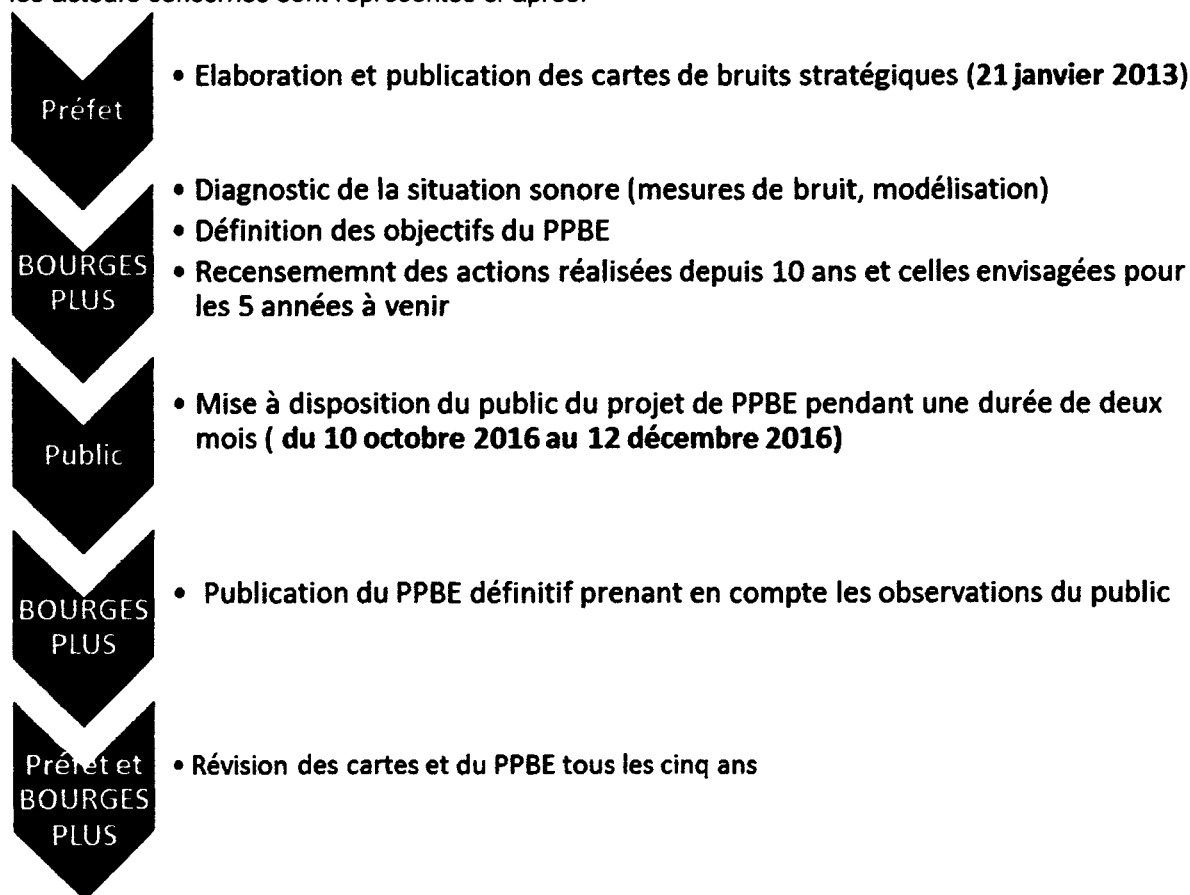 Préfet
• Elaboration et publication des cartes de bruits stratégiques (21 janvier 2013)
BOURGES
PLUS
• Diagnostic de la situation sonore (mesures de bruit, modélisation)
• Définition des objectifs du PPBE
• Recensememnt des actions réalisées depuis 10 ans et celles envisagées pour
les 5 années à venir
Public
• Mise à disposition du public du projet de PPBE pendant une durée de deux
mois ( du 10 octobre 2016 au 12 décembre 2016)
BOURGES
PLUS
• Publication du PPBE définitif prenant en compte les observations du public
Préfet et
BOURGES
PLUS
• Révision des cartes et du PPBE tous les cinq ans